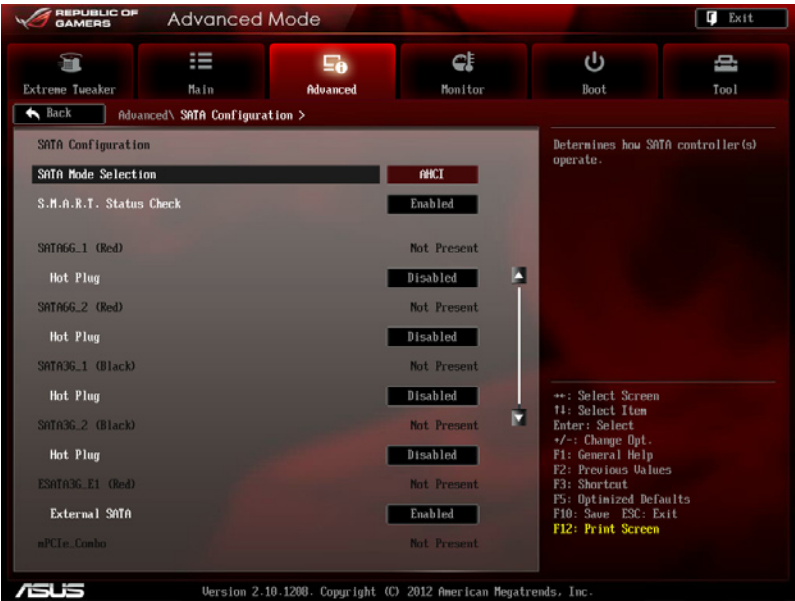 REPUBLIC OF
GAMERS
Advanced Mode
Exit
Extreme Tweaker
Main
Advanced
Monitor
Boot
Tool
Back
Advanced\ SATA Configuration >
SATA Configuration
SATA Mode Selection AHCI
S.M.A.R.T. Status Check Enabled
SATA6G_1 (Red) Not Present
Hot Plug Disabled
SATA6G_2 (Red) Not Present
Hot Plug Disabled
SATA3G_1 (Black) Not Present
Hot Plug Disabled
SATA3G_2 (Black) Not Present
Hot Plug Disabled
ESATA3G_E1 (Red) Not Present
External SATA Enabled
mPCIe_Combo Not Present
Determines how SATA controller(s)
operate.
→←: Select Screen
↑↓: Select Item
Enter: Select
+/-: Change Opt.
F1: General Help
F2: Previous Values
F3: Shortcut
F5: Optimized Defaults
F10: Save ESC: Exit
F12: Print Screen
ASUS
Version 2.10.1208. Copyright (C) 2012 American Megatrends, Inc.